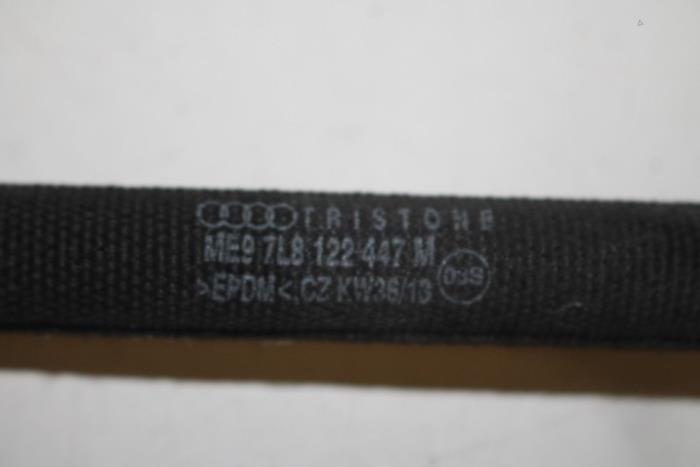 TRISTONE
ME9 7L8 122 447 M
>EPDM<.CZ KW36/13